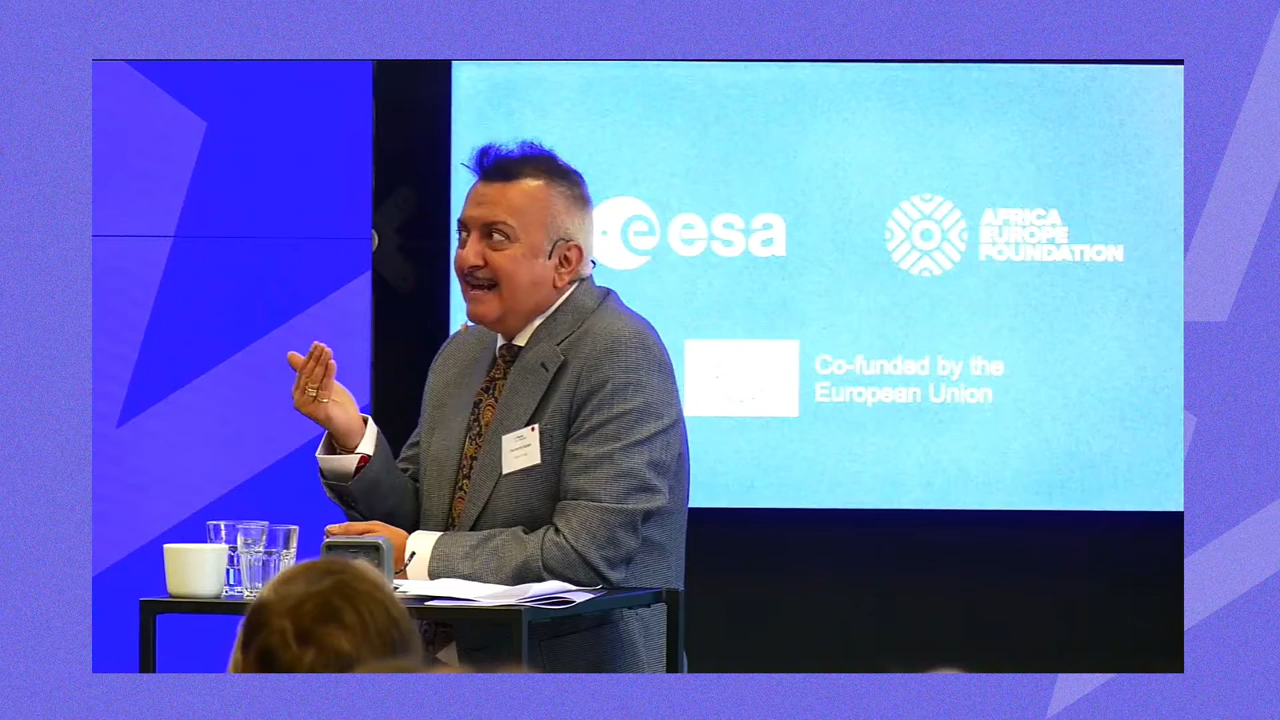 esa
AFRICA
EUROPE
FOUNDATION
Co-funded by the
European Union